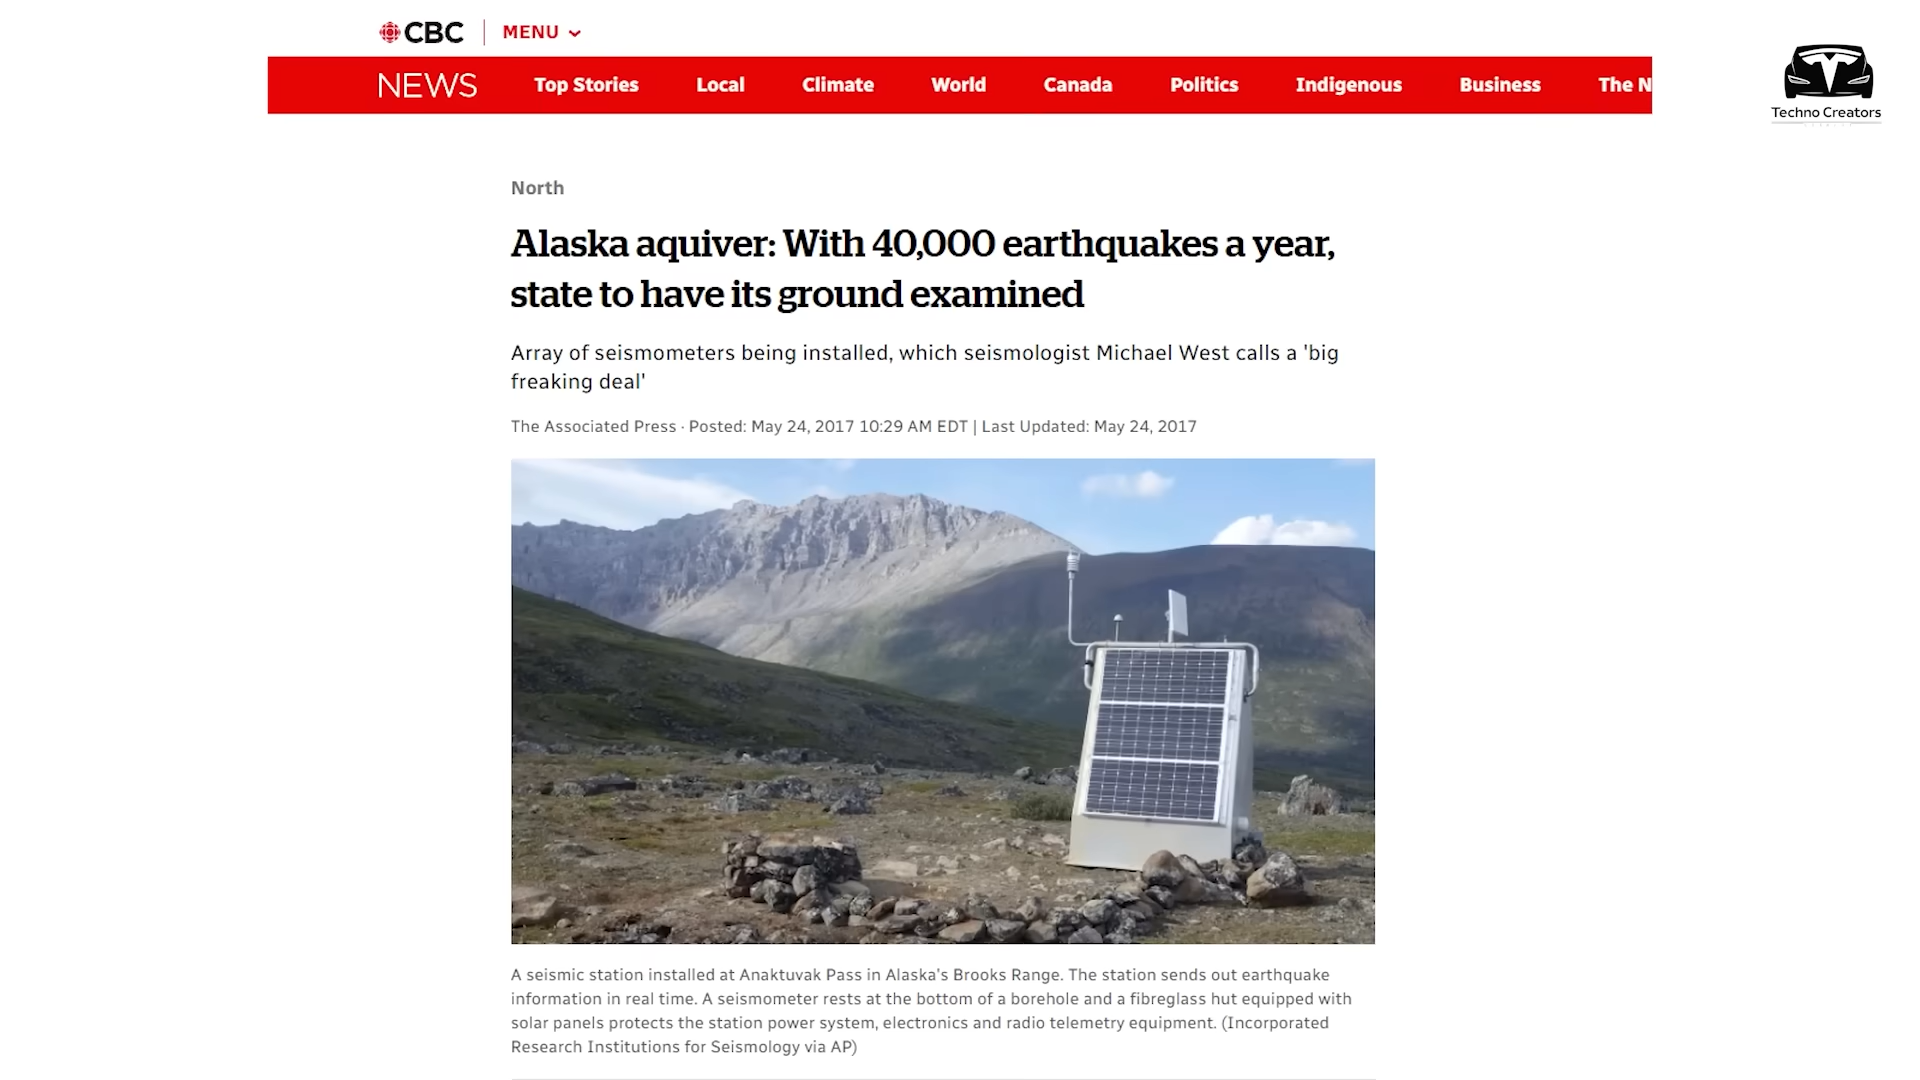 CBC
MENU
NEWS
Top Stories
Local
Climate
World
Canada
Politics
Indigenous
Business
The N
Techno Creators
North
Alaska aquiver: With 40,000 earthquakes a year,
state to have its ground examined
Array of seismometers being installed, which seismologist Michael West calls a 'big
freaking deal'
The Associated Press · Posted: May 24, 2017 10:29 AM EDT | Last Updated: May 24, 2017
A seismic station installed at Anaktuvak Pass in Alaska's Brooks Range. The station sends out earthquake
information in real time. A seismometer rests at the bottom of a borehole and a fibreglass hut equipped with
solar panels protects the station power system, electronics and radio telemetry equipment. (Incorporated
Research Institutions for Seismology via AP)